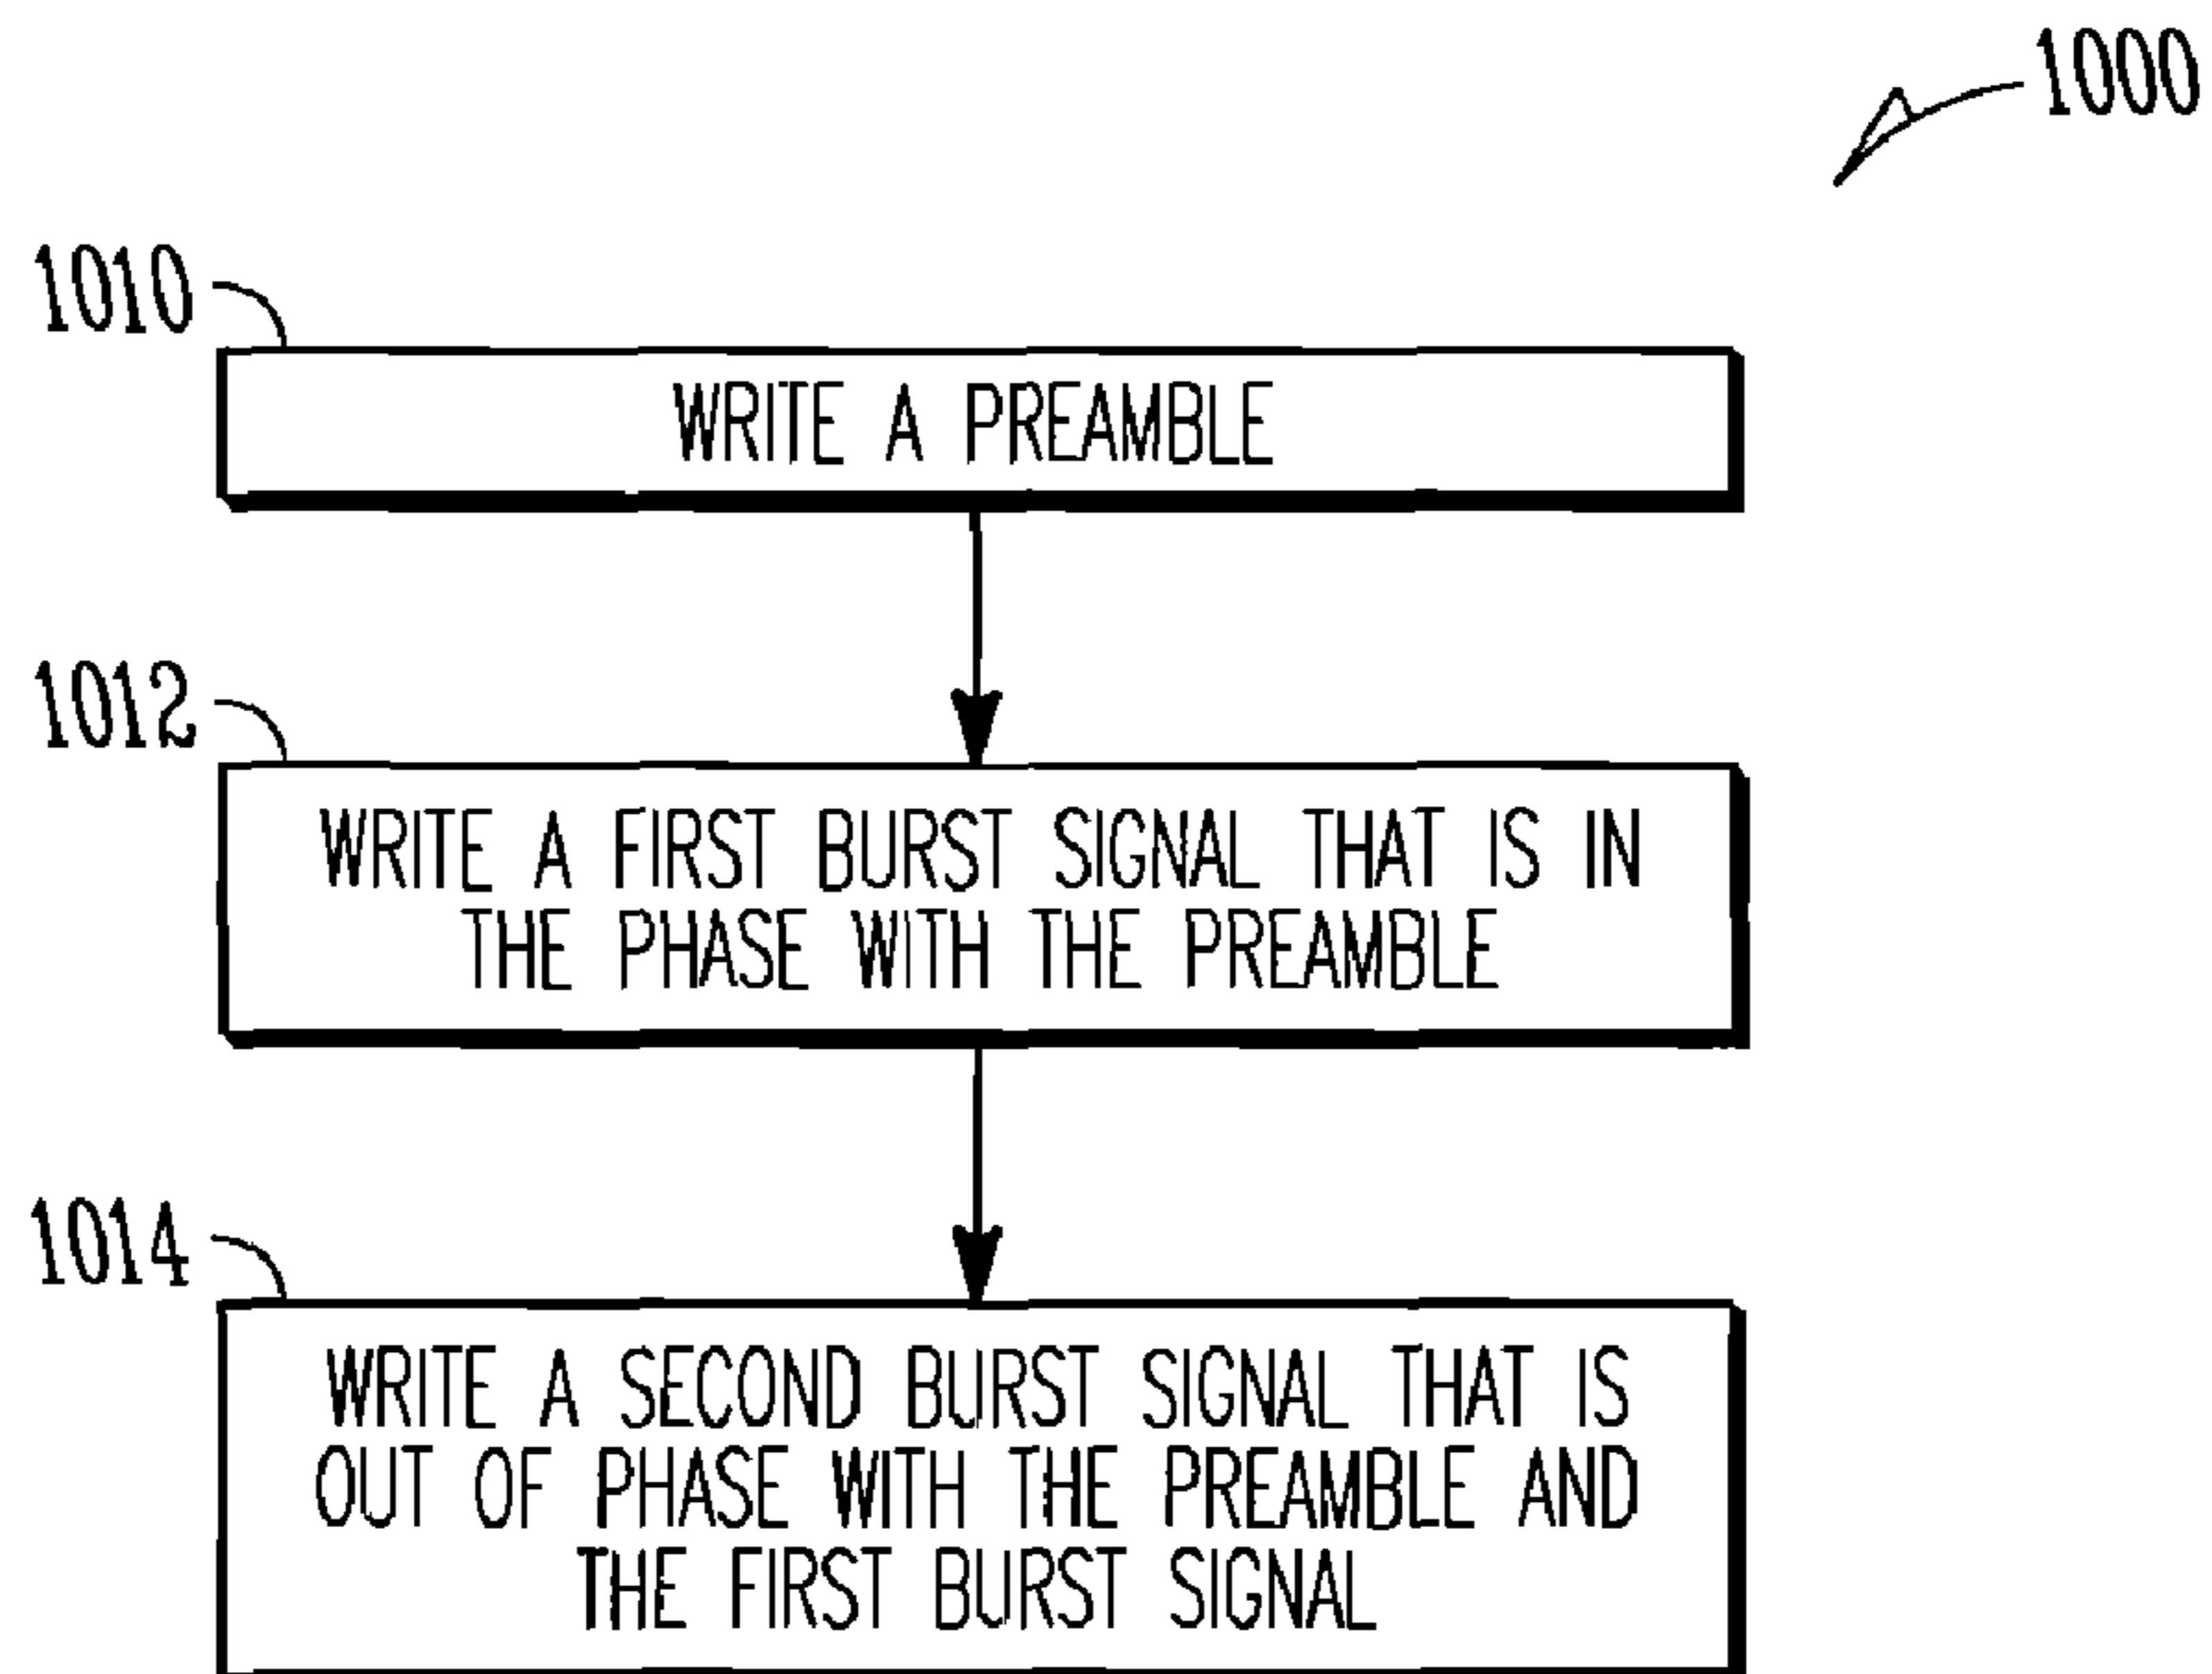 1000
1010
WRITE A PREAMBLE
1012
WRITE A FIRST BURST SIGNAL THAT IS IN
THE PHASE WITH THE PREAMBLE
1014
WRITE A SECOND BURST SIGNAL THAT IS
OUT OF PHASE WITH THE PREAMBLE AND
THE FIRST BURST SIGNAL